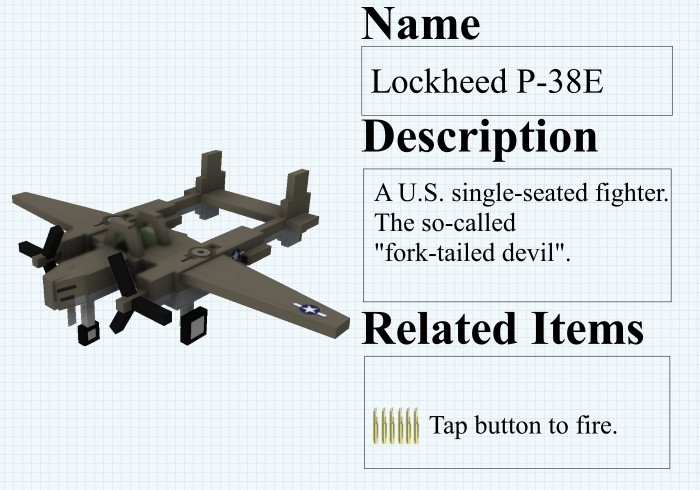 Name
Lockheed P-38E
Description
A U.S. single-seated fighter.
The so-called
"fork-tailed devil".
Related Items
Tap button to fire.